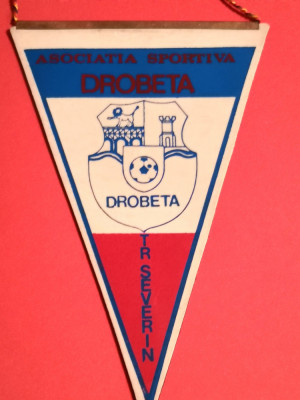 ASOCIATIA SPORTIVA
DROBETA
DROBETA
TR SEVERIN